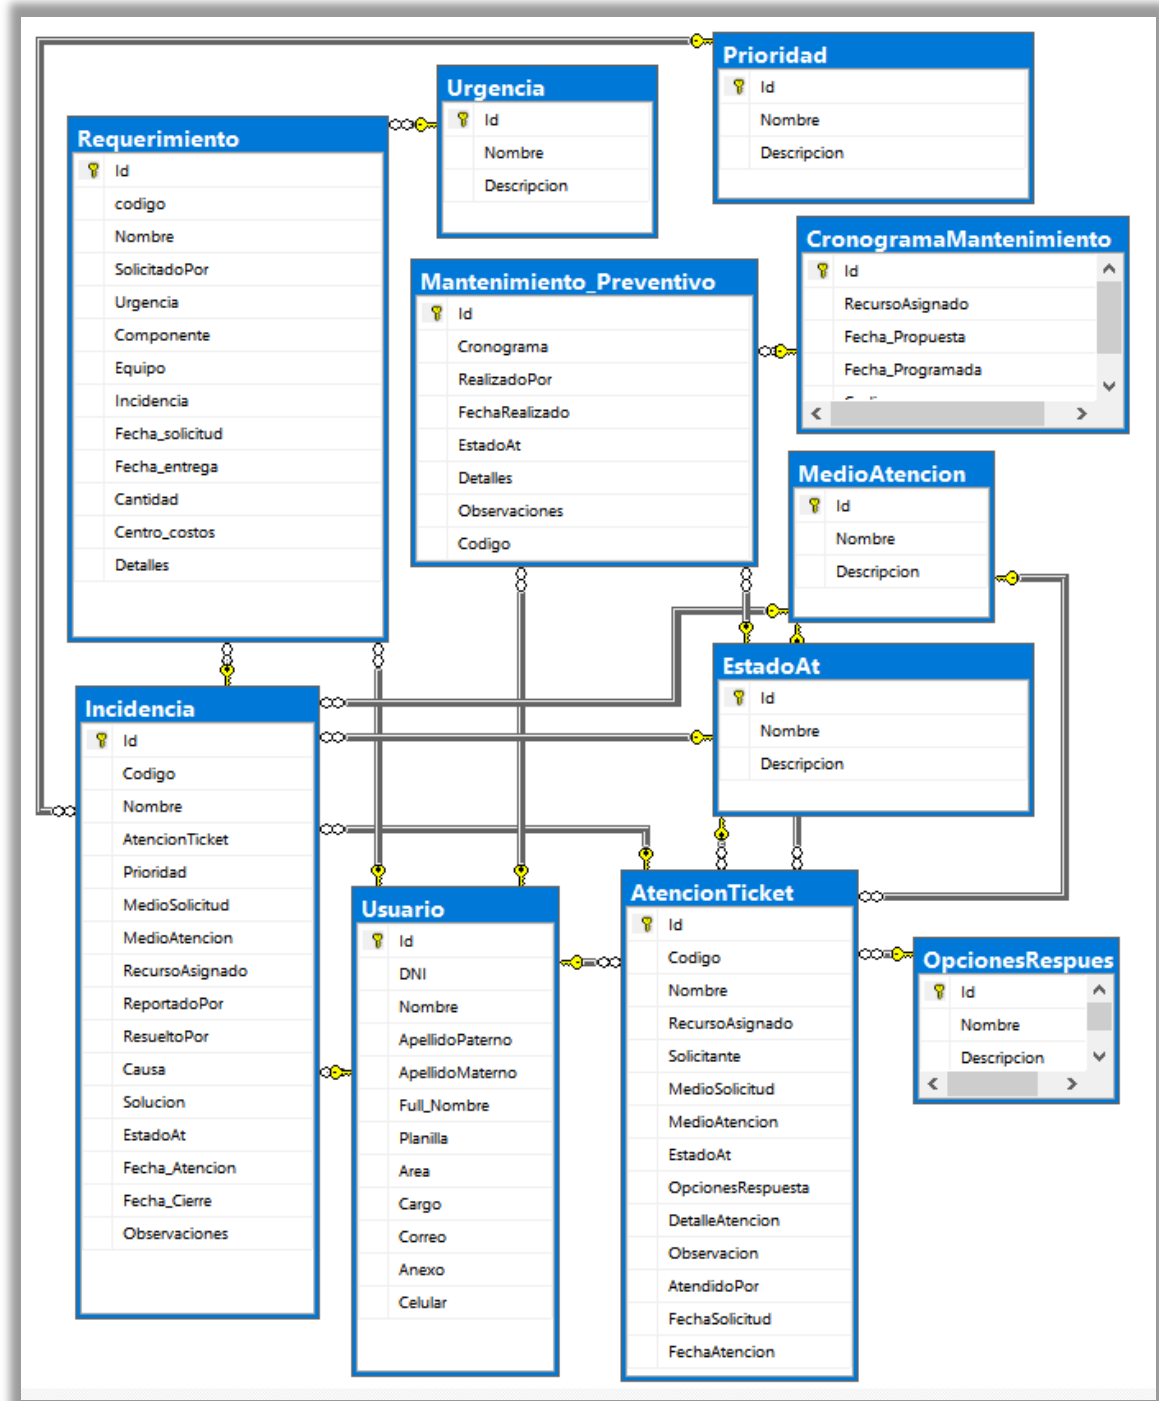 Prioridad
Id
Nombre
Descripcion
Urgencia
Id
Nombre
Descripcion
Requerimiento
Id
codigo
Nombre
SolicitadoPor
Urgencia
Componente
Equipo
Incidencia
Fecha_solicitud
Fecha_entrega
Cantidad
Centro_costos
Detalles
CronogramaMantenimiento
Id
RecursoAsignado
Fecha_Propuesta
Fecha_Programada
Mantenimiento_Preventivo
Id
Cronograma
RealizadoPor
FechaRealizado
EstadoAt
Detalles
Observaciones
Codigo
MedioAtencion
Id
Nombre
Descripcion
EstadoAt
Id
Nombre
Descripcion
Incidencia
Id
Codigo
Nombre
AtencionTicket
Prioridad
MedioSolicitud
MedioAtencion
RecursoAsignado
ReportadoPor
ResueltoPor
Causa
Solucion
EstadoAt
Fecha_Atencion
Fecha_Cierre
Observaciones
Usuario
Id
DNI
Nombre
ApellidoPaterno
ApellidoMaterno
Full_Nombre
Planilla
Area
Cargo
Correo
Anexo
Celular
AtencionTicket
Id
Codigo
Nombre
RecursoAsignado
Solicitante
MedioSolicitud
MedioAtencion
EstadoAt
OpcionesRespuesta
DetalleAtencion
Observacion
AtendidoPor
FechaSolicitud
FechaAtencion
OpcionesRespues
Id
Nombre
Descripcion